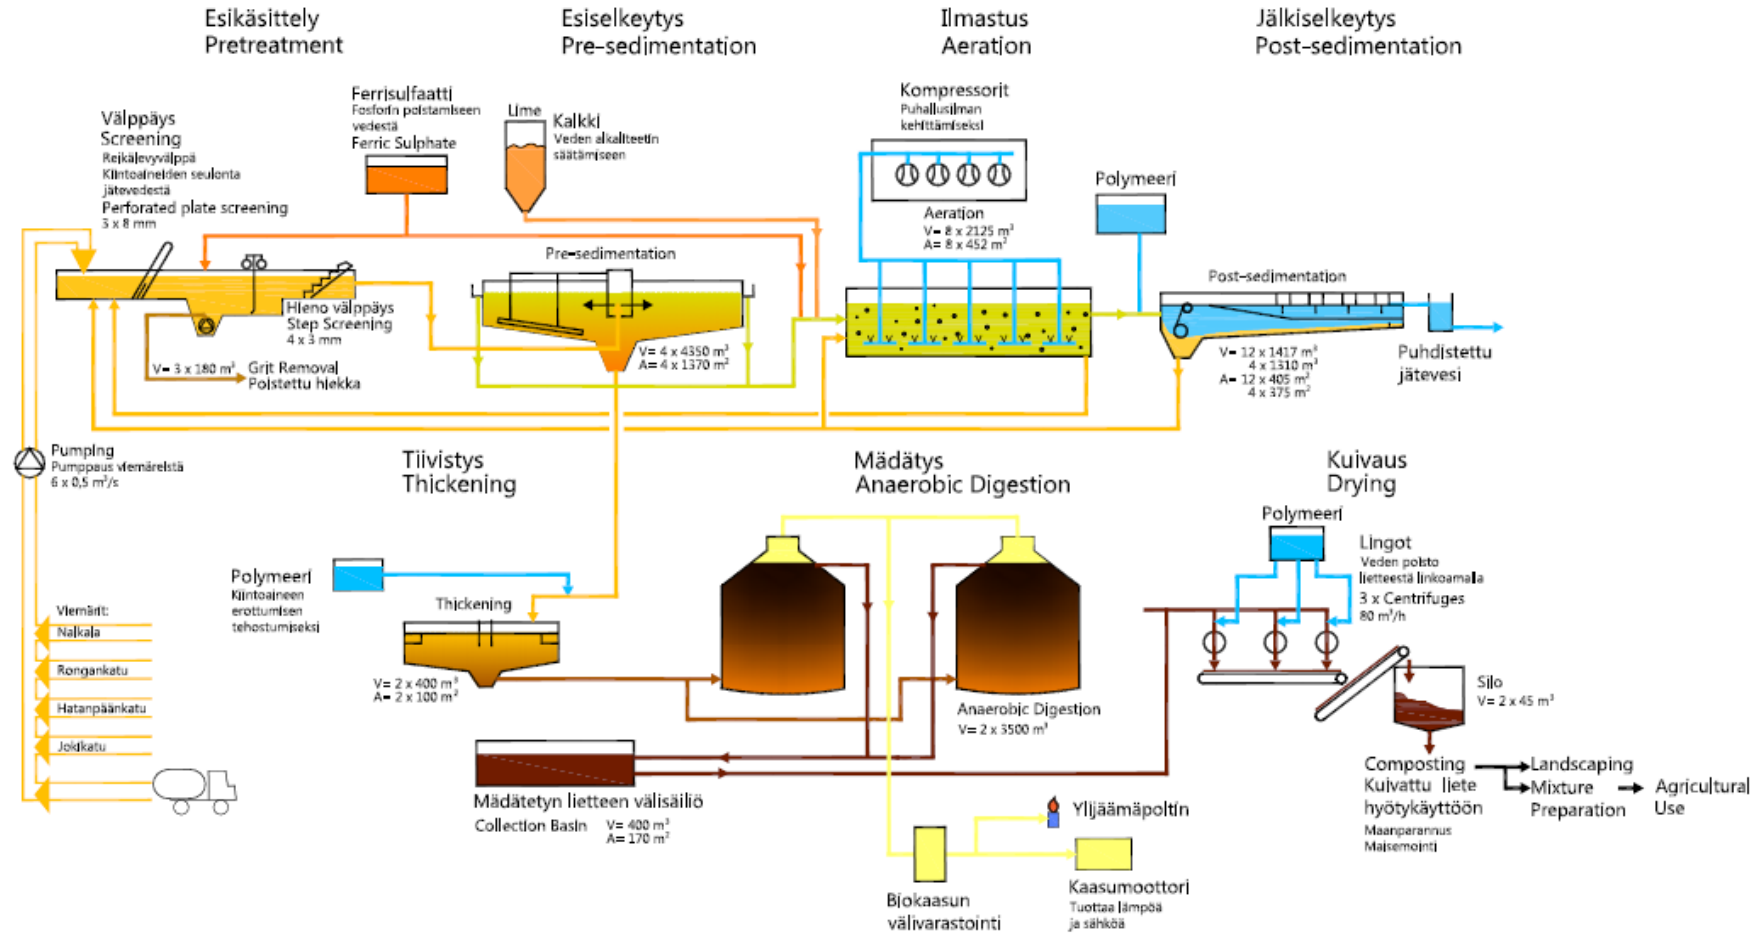 Esikäsittely
Pretreatment
Esiselkeytys
Pre-sedimentation
Ilmastus
Aeration
Jälkiselkeytys
Post-sedimentation
Välppäys
Screening
Reikälevyvälppä
Kiintoaineiden seulonta
jätevedestä
Perforated plate screening
3 x 8 mm
Ferrisulfaatti
Fosforin poistamiseen
vedestä
Ferric Sulphate
Lime
Kalkki
Veden alkaliteetin
säätämiseen
Kompressorit
Puhallusilman
kehittämiseksi
Aeration
V= 8 x 2125 m³
A= 8 x 452 m²
Polymeeri
Pre-sedimentation
Post-sedimentation
Hieno välppäys
Step Screening
4 x 3 mm
V= 4 x 4350 m³
A= 4 x 1370 m²
V= 3 x 180 m³
Grit Removal
Poistettu hiekka
V= 12 x 1417 m³
4 x 1310 m³
A= 12 x 405 m²
4 x 375 m²
Puhdistettu
jätevesi
Pumping
Pumppaus viemäreistä
6 x 0,5 m³/s
Tiivistys
Thickening
Mädätys
Anaerobic Digestion
Kuivaus
Drying
Polymeeri
Lingot
Veden poisto
lietteestä linkoamalla
3 x Centrifuges
80 m³/h
Polymeeri
Kiintoaineen
erottumisen
tehostumiseksi
Thickening
V= 2 x 400 m³
A= 2 x 100 m²
Viemärit:
Nalkala
Rongankatu
Hatanpäänkatu
Jokikatu
Anaerobic Digestion
V= 2 x 3500 m³
Silo
V= 2 x 45 m³
Mädätetyn lietteen välisäiliö
Collection Basin
V= 400 m³
A= 170 m²
Ylijäämäpoltin
Kaasumoottori
Tuottaa lämpöä
ja sähköä
Biokaasun
välivarastointi
Composting
Kuivattu liete
hyötykäyttöön
Maanparannus
Maisemointi
Landscaping
Mixture
Preparation
Agricultural
Use